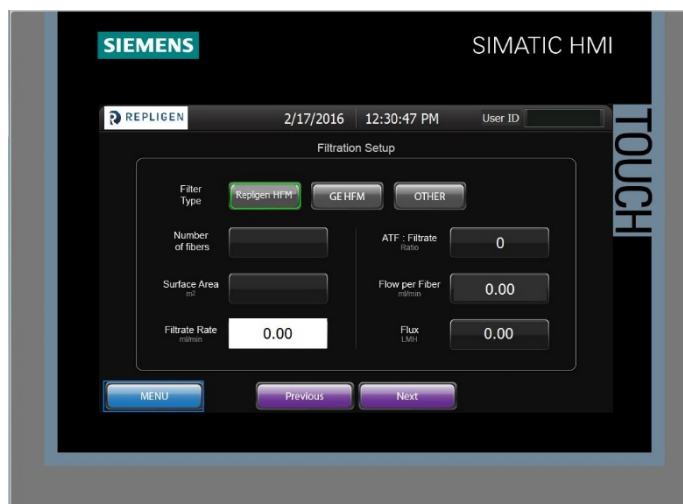 SIEMENS
SIMATIC HMI
TOUCH
REPLIGEN
2/17/2016 12:30:47 PM User ID
Filtration Setup
Filter Type
Repligen HFM
GE HFM
OTHER
Number of fibers
ATF : Filtrate
Ratio
0
Surface Area
m²
Flow per Fiber
ml/min
0.00
Filtrate Rate
ml/min
0.00
Flux
LMH
0.00
MENU
Previous
Next